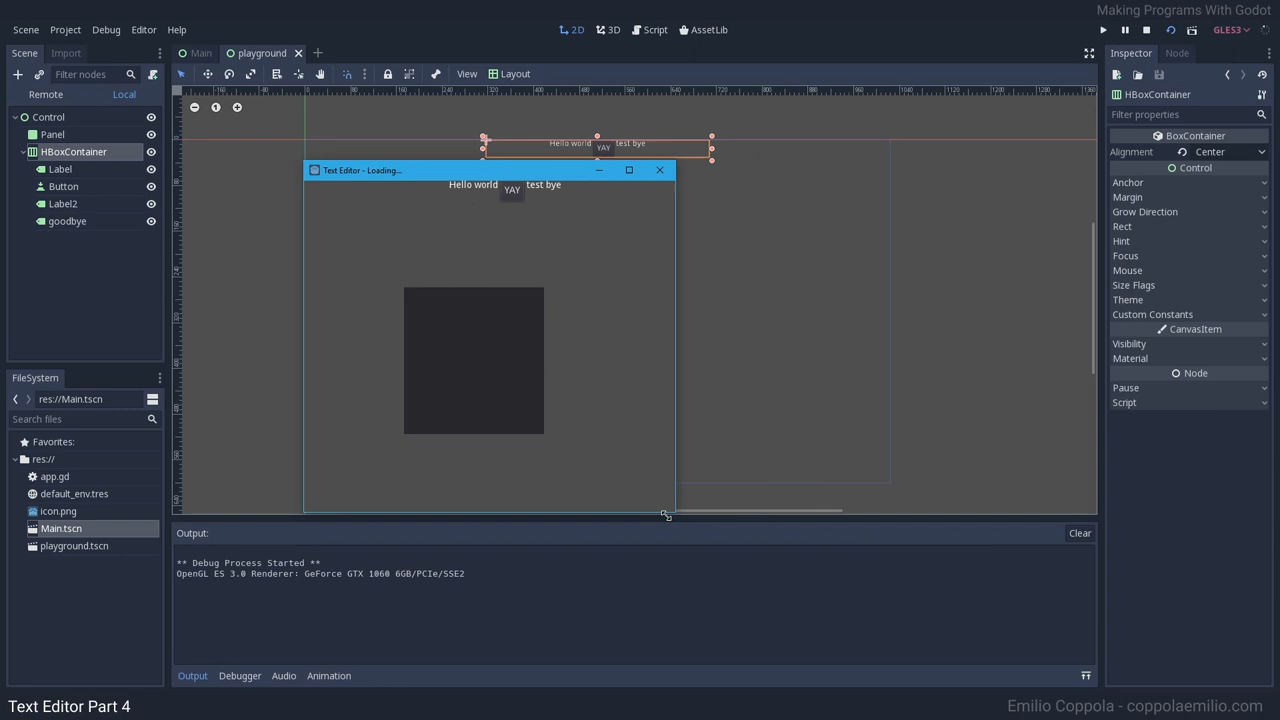 Making Programs With Godot
Scene Project Debug Editor Help
2D 3D Script AssetLib
GLES3
Scene Import
Main playground
Inspector Node
Filter nodes
View Layout
Remote Local
HBoxContainer
Filter properties
Control
Panel
HBoxContainer
Label
Button
Label2
goodbye
Hello world YAY test bye
Text Editor - Loading...
Hello world YAY test bye
BoxContainer
Alignment Center
Control
Anchor
Margin
Grow Direction
Rect
Hint
Focus
Mouse
Size Flags
Theme
Custom Constants
CanvasItem
Visibility
Material
Node
Pause
Script
FileSystem
res://Main.tscn
Search files
Favorites:
res://
app.gd
default_env.tres
icon.png
Main.tscn
playground.tscn
Output: Clear
** Debug Process Started **
OpenGL ES 3.0 Renderer: GeForce GTX 1060 6GB/PCIe/SSE2
Output Debugger Audio Animation
Text Editor Part 4
Emilio Coppola - coppolaemilio.com